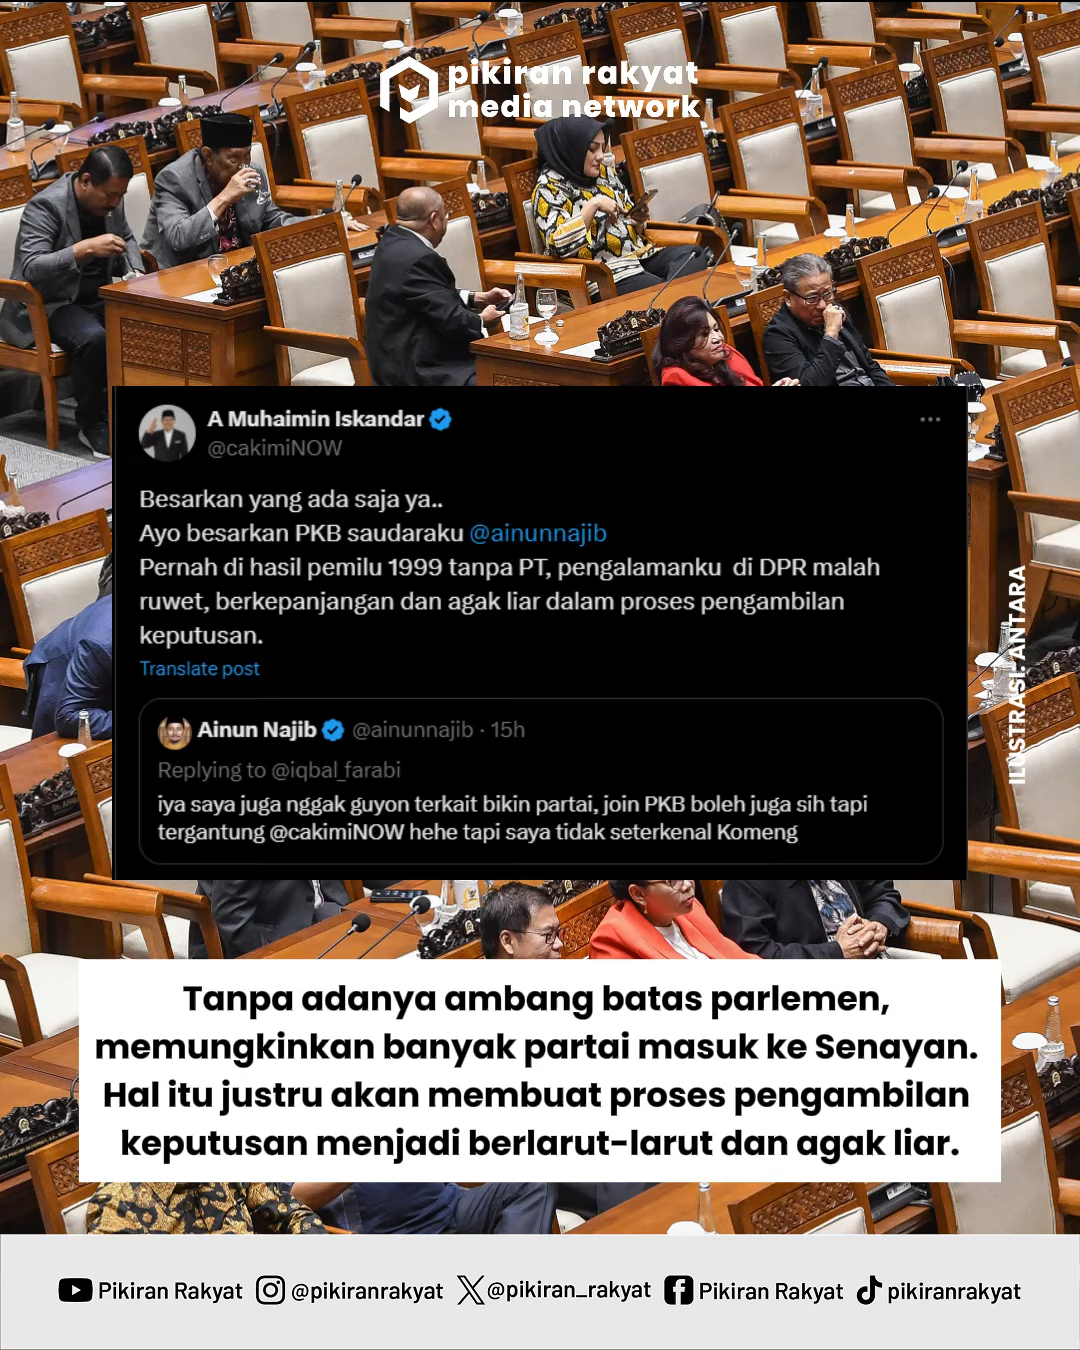 pikiran rakyat
media network
A Muhaimin Iskandar
@cakimiNOW
Besarkan yang ada saja ya..
Ayo besarkan PKB saudaraku @ainunnajib
Pernah di hasil pemilu 1999 tanpa PT, pengalamanku  di DPR malah
ruwet, berkepanjangan dan agak liar dalam proses pengambilan
keputusan.
Translate post
Ainun Najib @ainunnajib · 15h
Replying to @iqbal_farabi
iya saya juga nggak guyon terkait bikin partai, join PKB boleh juga sih tapi
tergantung @cakimiNOW hehe tapi saya tidak seterkenal Komeng
ILUSTRASI: ANTARA
Tanpa adanya ambang batas parlemen,
memungkinkan banyak partai masuk ke Senayan.
Hal itu justru akan membuat proses pengambilan
keputusan menjadi berlarut-larut dan agak liar.
Pikiran Rakyat @pikiranrakyat @pikiran_rakyat Pikiran Rakyat pikiranrakyat